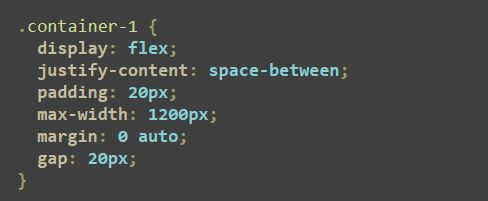 .container-1 {
  display: flex;
  justify-content: space-between;
  padding: 20px;
  max-width: 1200px;
  margin: 0 auto;
  gap: 20px;
}